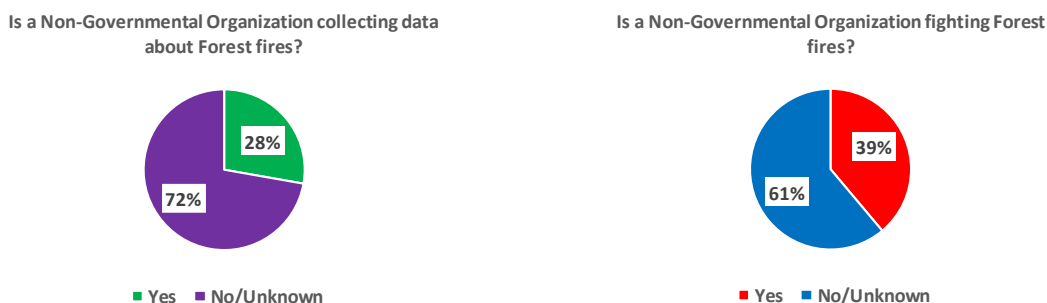 Is a Non-Governmental Organization collecting data
about Forest fires?
28%
72%
Yes No/Unknown
Is a Non-Governmental Organization fighting Forest
fires?
39%
61%
Yes No/Unknown